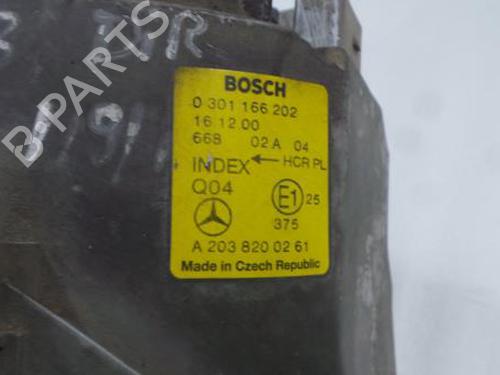 BOSCH
0 301 166 202
16 12 00
668 02 A 04
INDEX ← HCR PL
Q04
E1 25
375
A 203 820 02 61
Made in Czech Republic